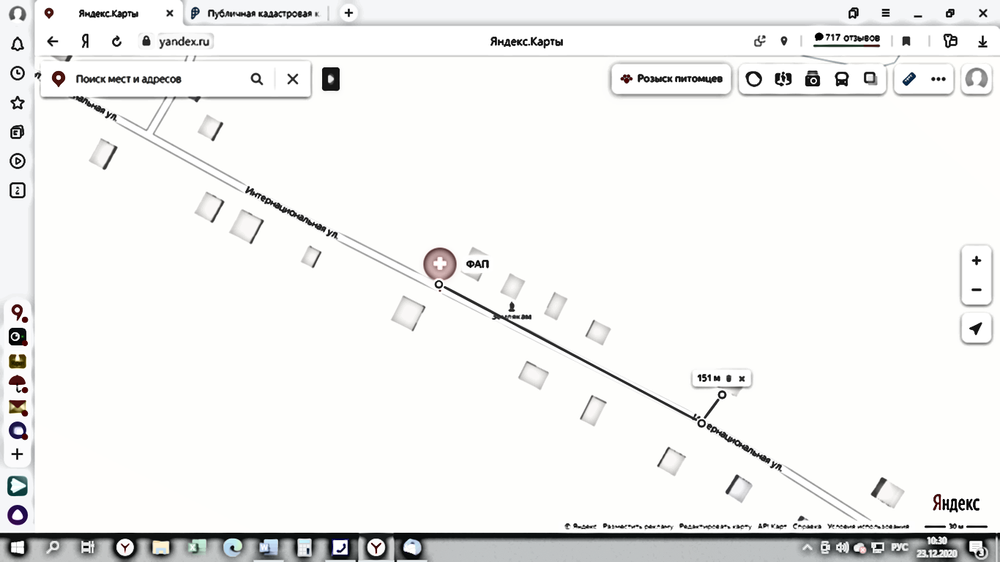 Яндекс.Карты
Публичная кадастровая к
Я
yandex.ru
Яндекс.Карты
717 отзывов
Поиск мест и адресов
Розыск питомцев
Интернациональная ул.
ФАП
Землякам
151 м
ернациональная ул.
Яндекс
© Яндекс Разместить рекламу Редактировать карту API Карт Справка Условия использования
30 м
РУС
10:30
23.12.2020
3